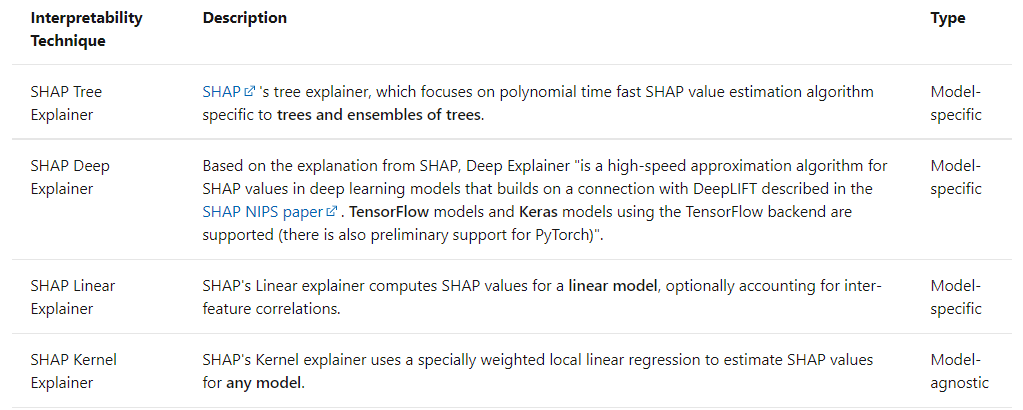 Interpretability Technique
Description
Type
SHAP Tree Explainer
SHAP 's tree explainer, which focuses on polynomial time fast SHAP value estimation algorithm
specific to trees and ensembles of trees.
Model-
specific
SHAP Deep
Explainer
Based on the explanation from SHAP, Deep Explainer "is a high-speed approximation algorithm for
SHAP values in deep learning models that builds on a connection with DeepLIFT described in the
SHAP NIPS paper . TensorFlow models and Keras models using the TensorFlow backend are
supported (there is also preliminary support for PyTorch)".
Model-
specific
SHAP Linear
Explainer
SHAP's Linear explainer computes SHAP values for a linear model, optionally accounting for inter-
feature correlations.
Model-
specific
SHAP Kernel
Explainer
SHAP's Kernel explainer uses a specially weighted local linear regression to estimate SHAP values
for any model.
Model-
agnostic